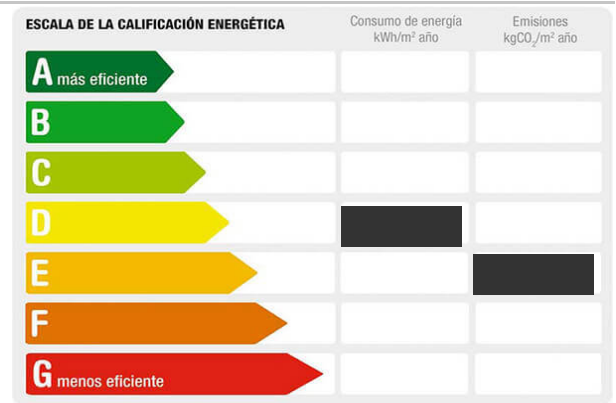 ESCALA DE LA CALIFICACIÓN ENERGÉTICA
Consumo de energía
kWh/m² año
Emisiones
kgCO₂/m² año
A más eficiente
B
C
D
E
F
G menos eficiente